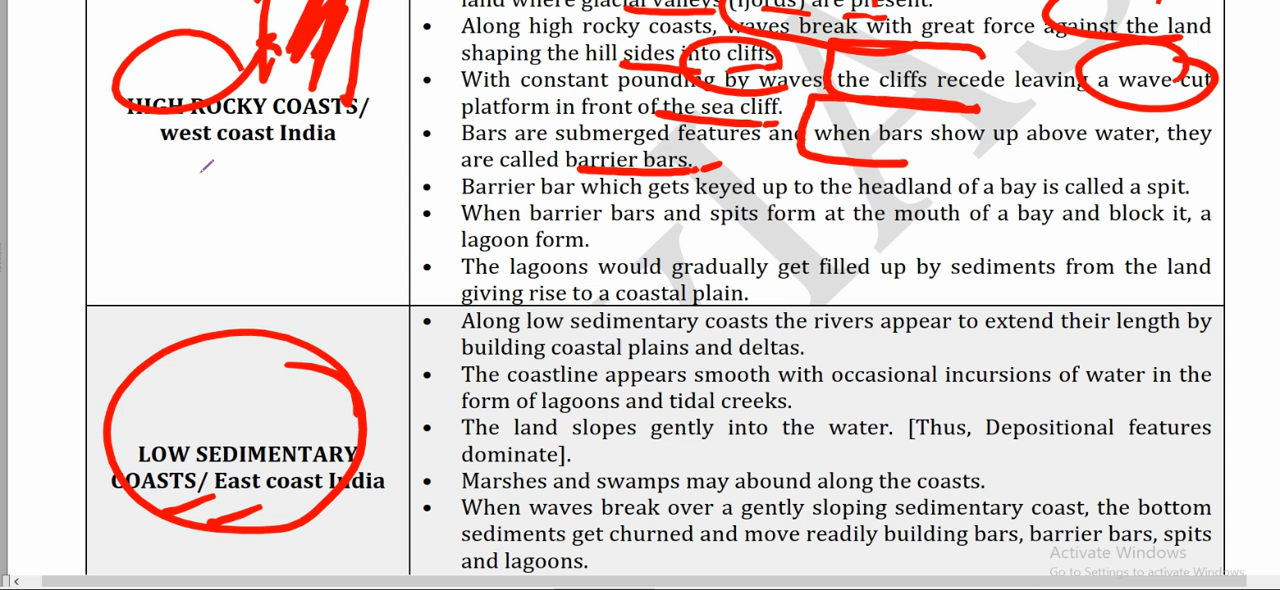 land where glacial valleys (fjords) are present.
• Along high rocky coasts, waves break with great force against the land
shaping the hill sides into cliffs.
• With constant pounding by waves, the cliffs recede leaving a wave-cut
platform in front of the sea cliff.
HIGH ROCKY COASTS/
west coast India
• Bars are submerged features and when bars show up above water, they
are called barrier bars.
• Barrier bar which gets keyed up to the headland of a bay is called a spit.
• When barrier bars and spits form at the mouth of a bay and block it, a
lagoon form.
• The lagoons would gradually get filled up by sediments from the land
giving rise to a coastal plain.
• Along low sedimentary coasts the rivers appear to extend their length by
building coastal plains and deltas.
• The coastline appears smooth with occasional incursions of water in the
form of lagoons and tidal creeks.
• The land slopes gently into the water. [Thus, Depositional features
dominate].
LOW SEDIMENTARY
COASTS/ East coast India
• Marshes and swamps may abound along the coasts.
• When waves break over a gently sloping sedimentary coast, the bottom
sediments get churned and move readily building bars, barrier bars, spits
and lagoons.
Activate Windows
Go to Settings to activate Windows.